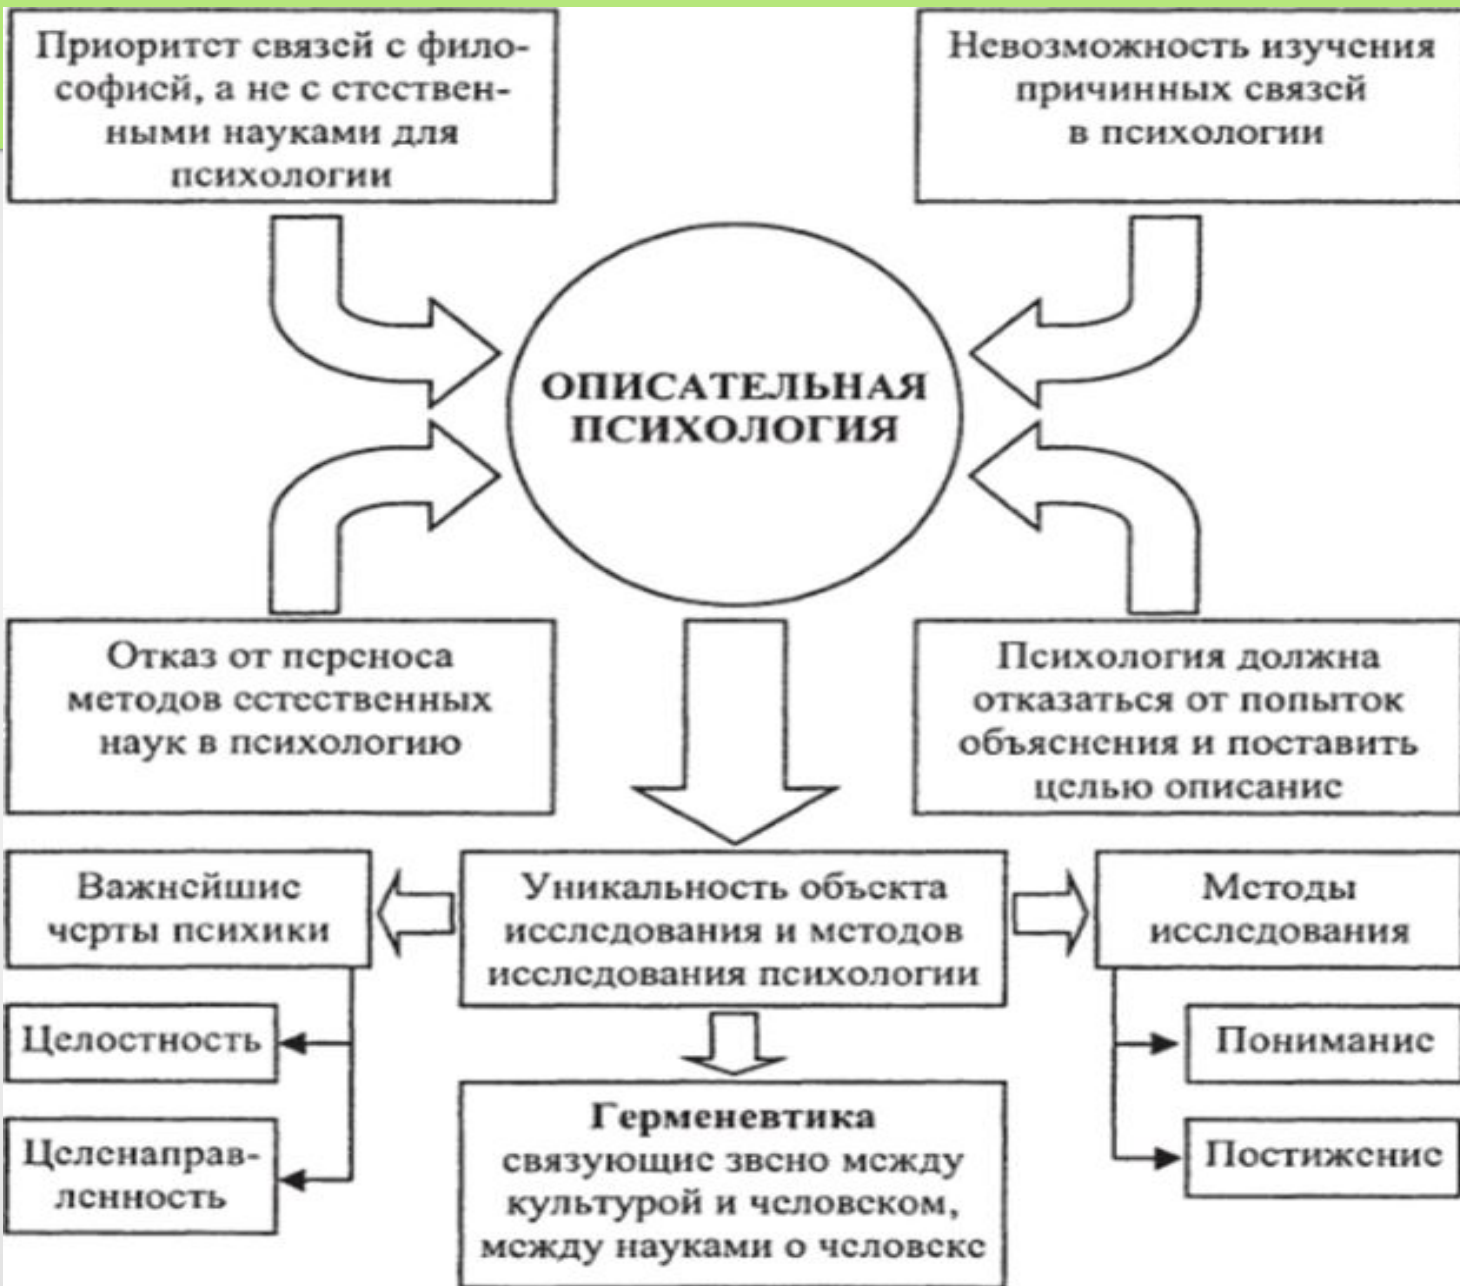 Приоритет связей с фило-
софией, а не с естествен-
ными науками для
психологии
Невозможность изучения
причинных связей
в психологии
ОПИСАТЕЛЬНАЯ
ПСИХОЛОГИЯ
Отказ от переноса
методов естественных
наук в психологию
Психология должна
отказаться от попыток
объяснения и поставить
целью описание
Важнейшие
черты психики
Уникальность объекта
исследования и методов
исследования психологии
Методы
исследования
Целостность
Целенаправ-
ленность
Герменевтика
связующие звено между
культурой и человеком,
между науками о человеке
Понимание
Постижение